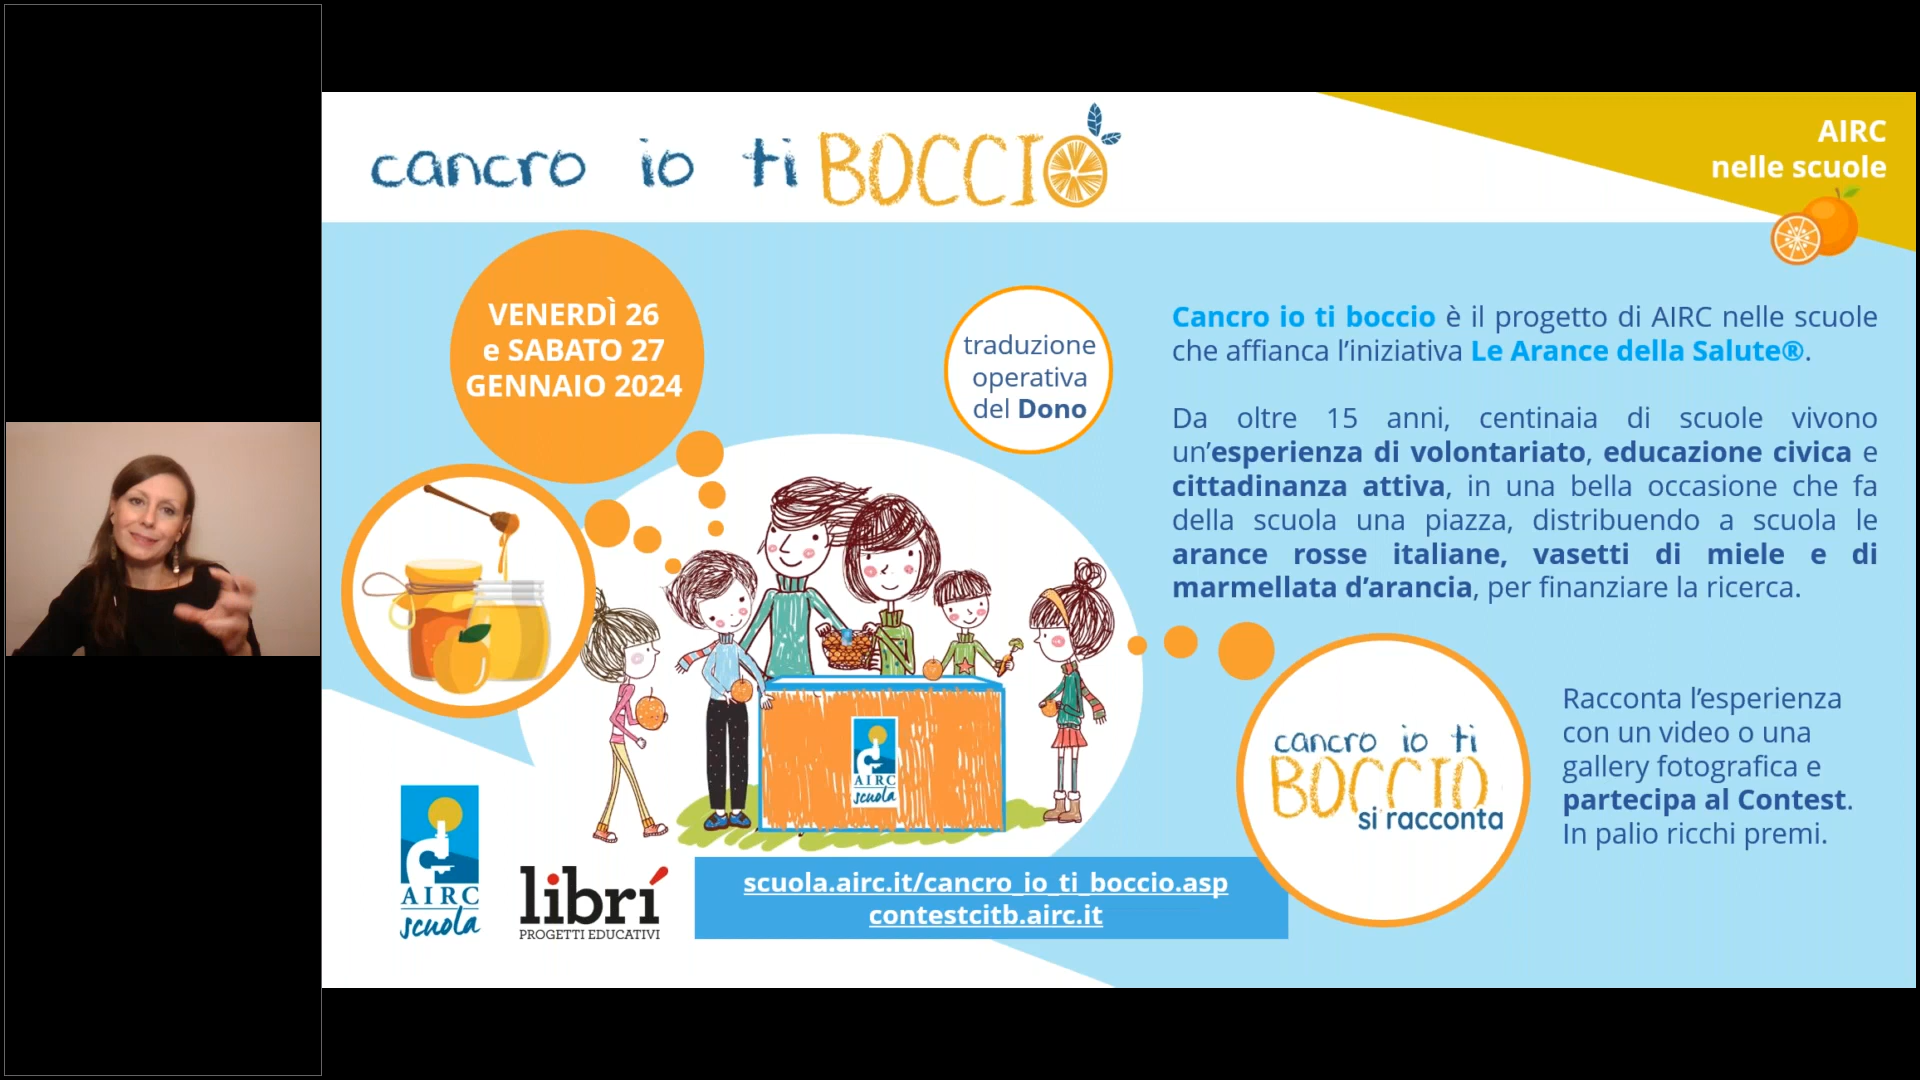 cancro io ti BOCCIO
AIRC
nelle scuole
VENERDÌ 26
e SABATO 27
GENNAIO 2024
traduzione
operativa
del Dono
Cancro io ti boccio è il progetto di AIRC nelle scuole
che affianca l’iniziativa Le Arance della Salute®.
Da oltre 15 anni, centinaia di scuole vivono
un’esperienza di volontariato, educazione civica e
cittadinanza attiva, in una bella occasione che fa
della scuola una piazza, distribuendo a scuola le
arance rosse italiane, vasetti di miele e di
marmellata d’arancia, per finanziare la ricerca.
AIRC
scuola
cancro io ti
BOCCIO
si racconta
Racconta l’esperienza
con un video o una
gallery fotografica e
partecipa al Contest.
In palio ricchi premi.
AIRC
scuola
librí
PROGETTI EDUCATIVI
scuola.airc.it/cancro_io_ti_boccio.asp
contestcitb.airc.it